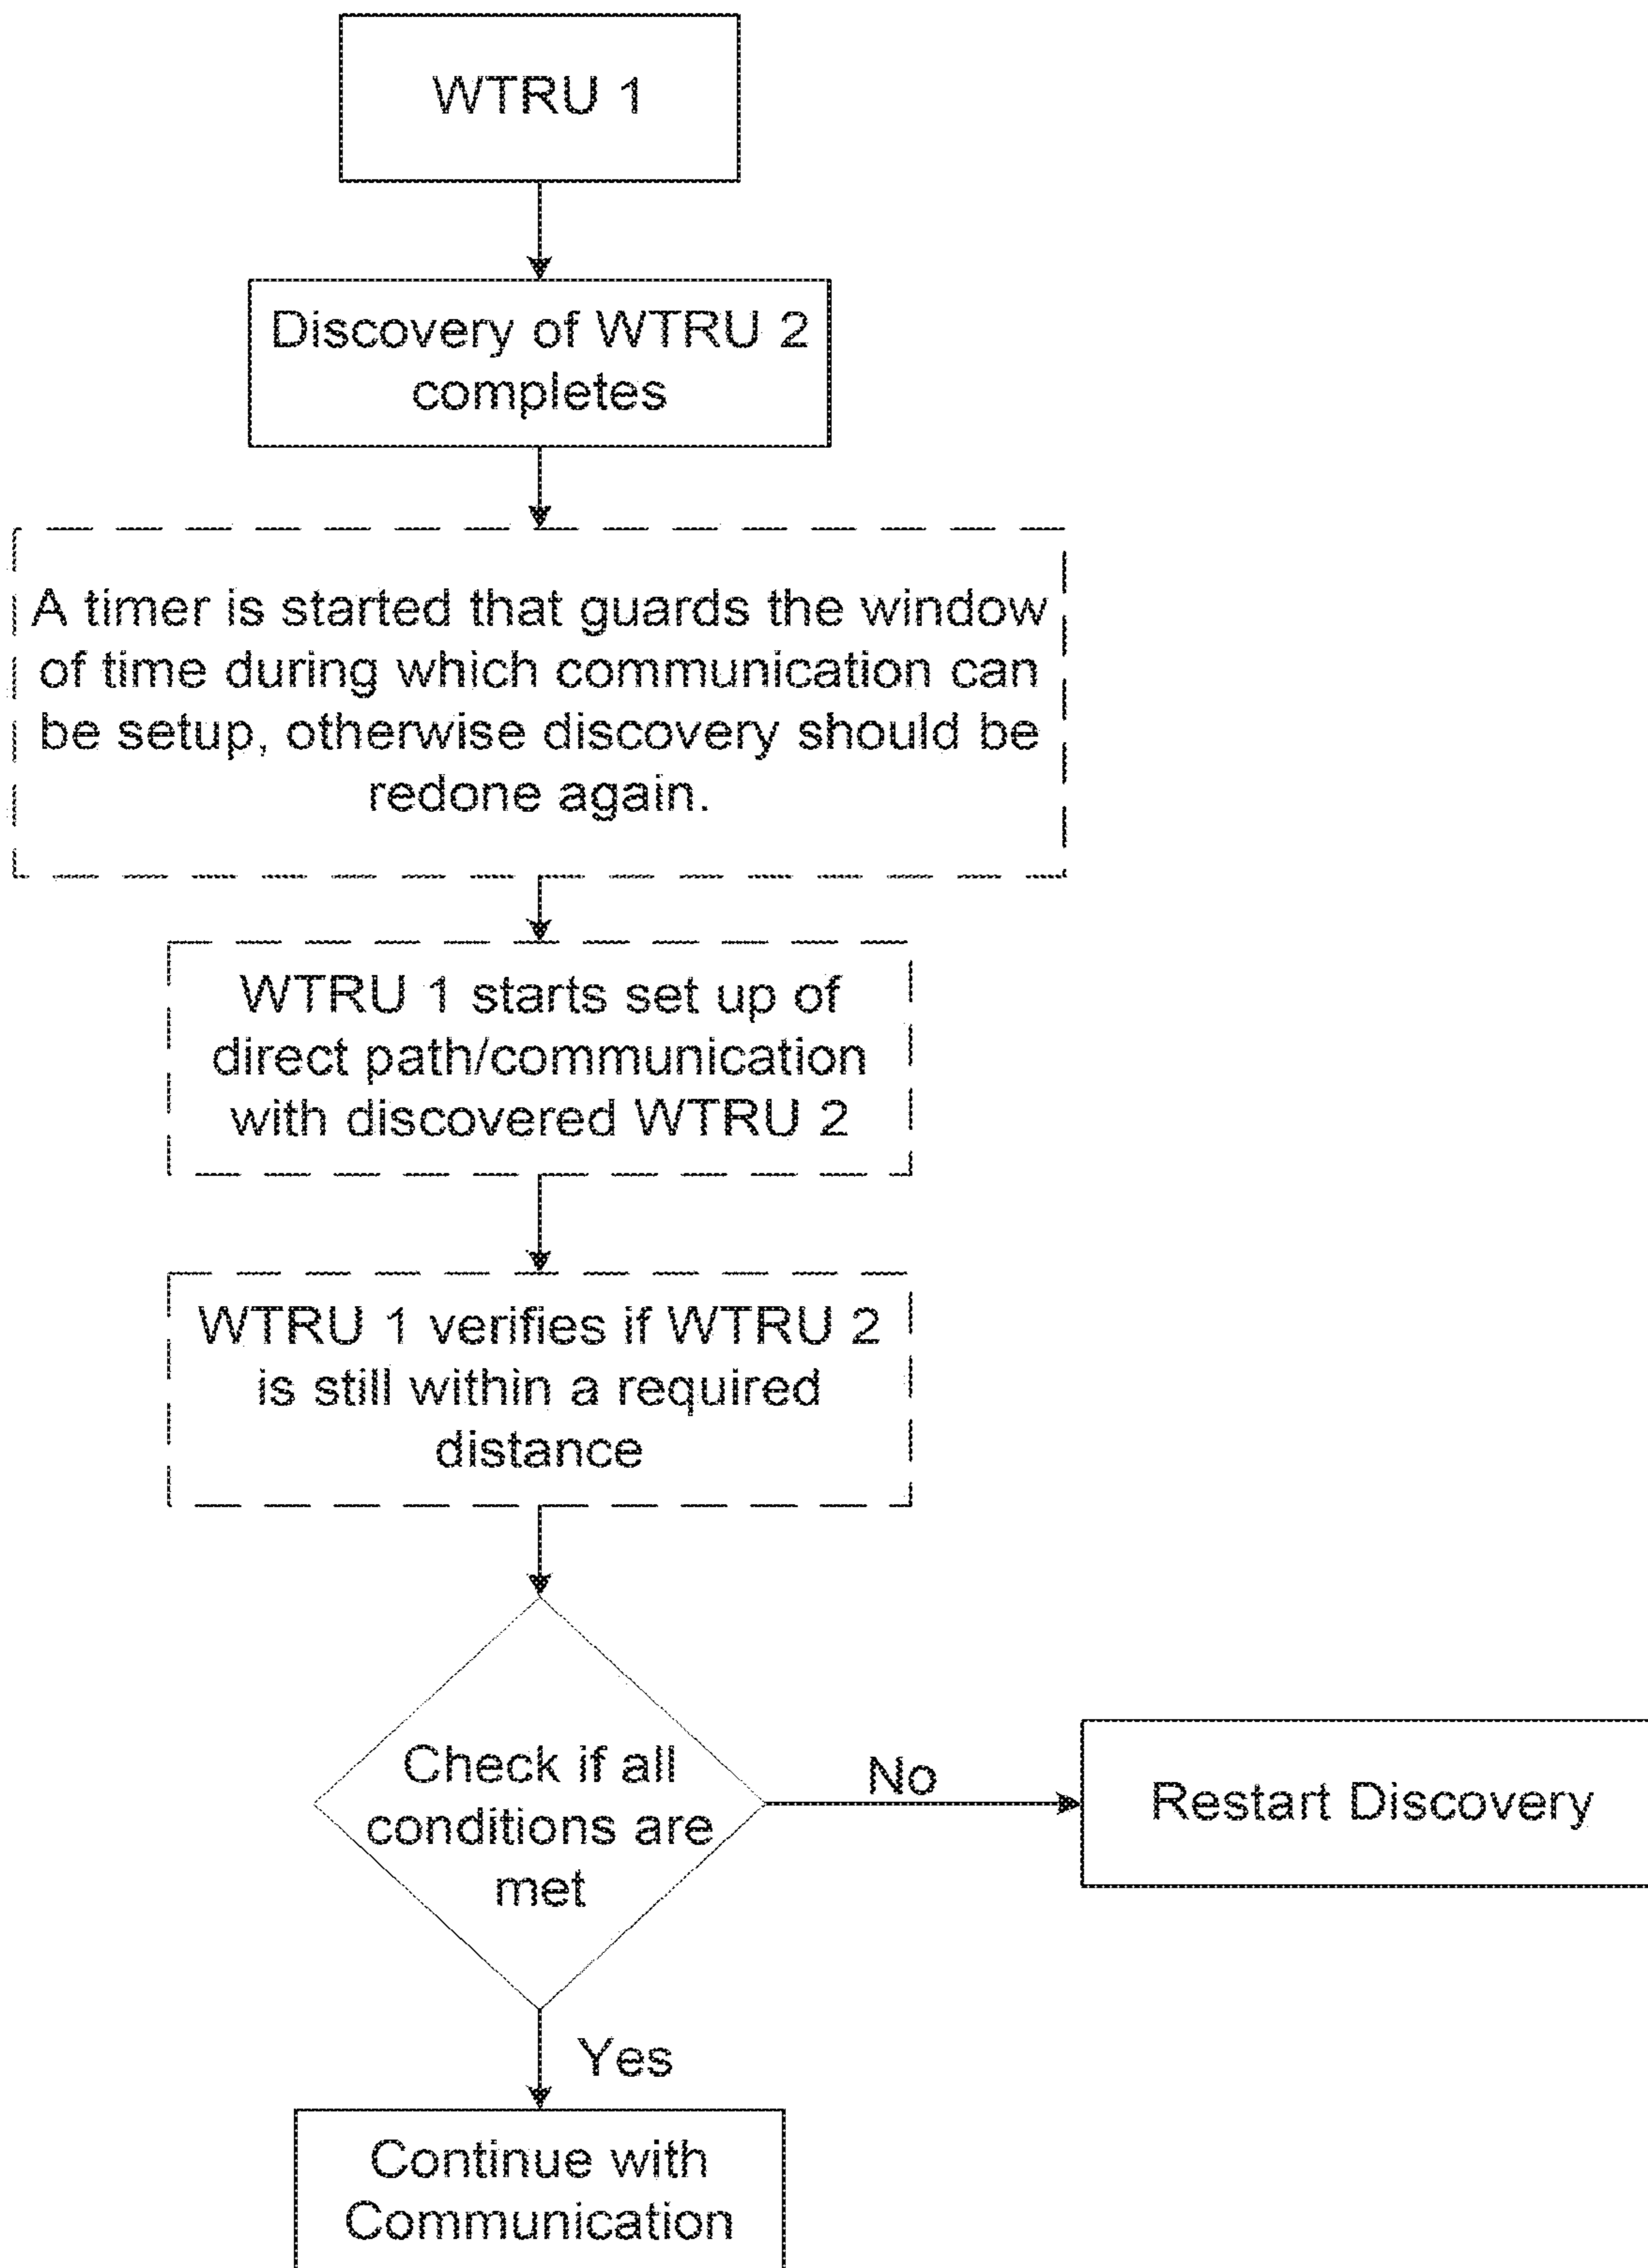 WTRU 1
Discovery of WTRU 2
completes
A timer is started that guards the window
of time during which communication can
be setup, otherwise discovery should be
redone again.
WTRU 1 starts set up of
direct path/communication
with discovered WTRU 2
WTRU 1 verifies if WTRU 2
is still within a required
distance
Check if all
conditions are
met
No
Restart Discovery
Yes
Continue with
Communication